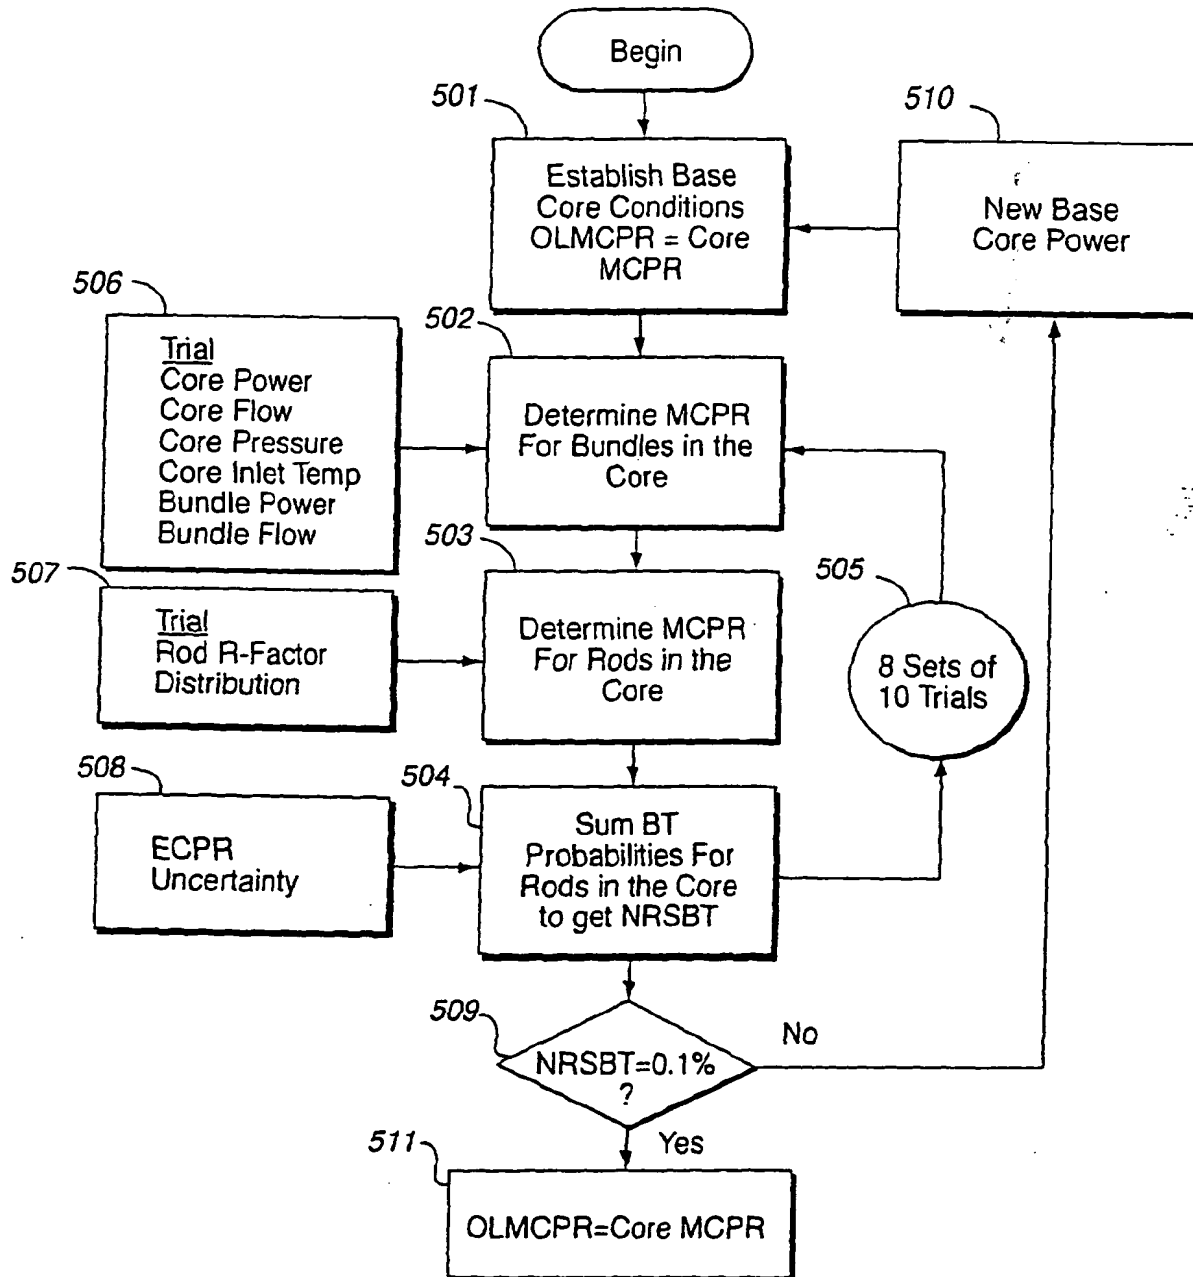 Begin
501
Establish Base
Core Conditions
OLMCPR = Core
MCPR
510
New Base
Core Power
506
Trial
Core Power
Core Flow
Core Pressure
Core Inlet Temp
Bundle Power
Bundle Flow
502
Determine MCPR
For Bundles in the
Core
507
Trial
Rod R-Factor
Distribution
503
Determine MCPR
For Rods in the
Core
505
8 Sets of
10 Trials
508
ECPR
Uncertainty
504
Sum BT
Probabilities For
Rods in the Core
to get NRSBT
509
NRSBT=0.1%
?
No
Yes
511
OLMCPR=Core MCPR